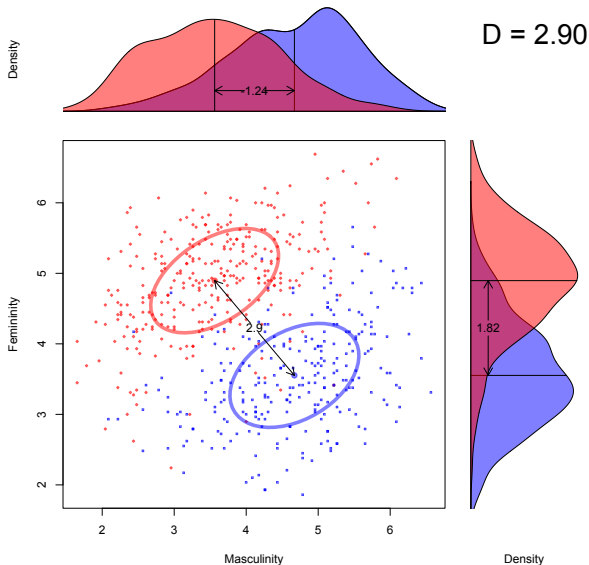 D = 2.90
Density
-1.24
6
5
4
3
2
Femininity
2.9
1.82
2 3 4 5 6
Masculinity
Density